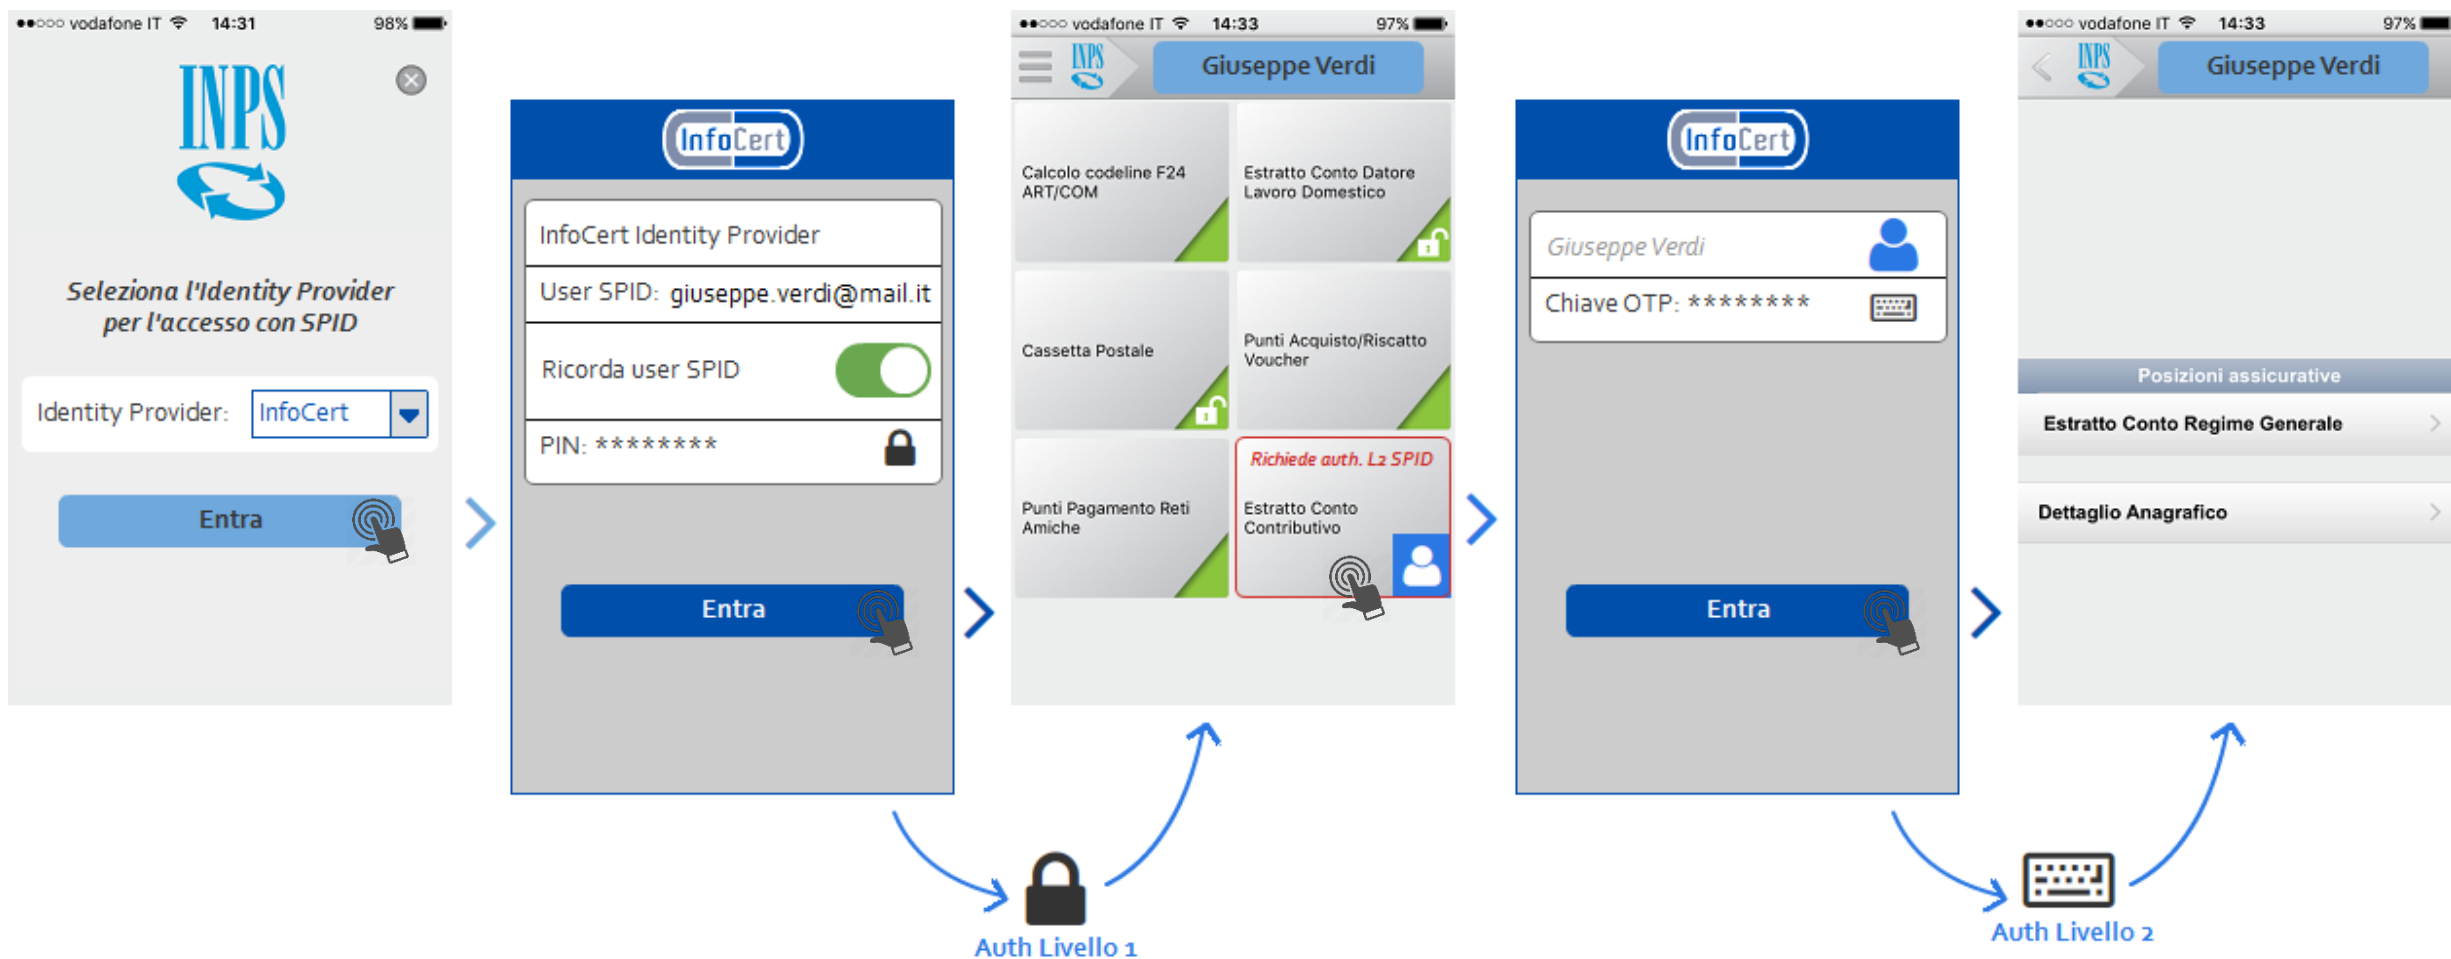 vodafone IT 14:31 98%
INPS
Seleziona l'Identity Provider
per l'accesso con SPID
Identity Provider: InfoCert
Entra
InfoCert
InfoCert Identity Provider
User SPID: giuseppe.verdi@mail.it
Ricorda user SPID
PIN: ********
Entra
Auth Livello 1
vodafone IT 14:33 97%
INPS Giuseppe Verdi
Calcolo codeline F24
ART/COM
Estratto Conto Datore
Lavoro Domestico
Cassetta Postale
Punti Acquisto/Riscatto
Voucher
Punti Pagamento Reti
Amiche
Richiede auth. L2 SPID
Estratto Conto
Contributivo
InfoCert
Giuseppe Verdi
Chiave OTP: ********
Entra
Auth Livello 2
vodafone IT 14:33 97%
INPS Giuseppe Verdi
Posizioni assicurative
Estratto Conto Regime Generale
Dettaglio Anagrafico